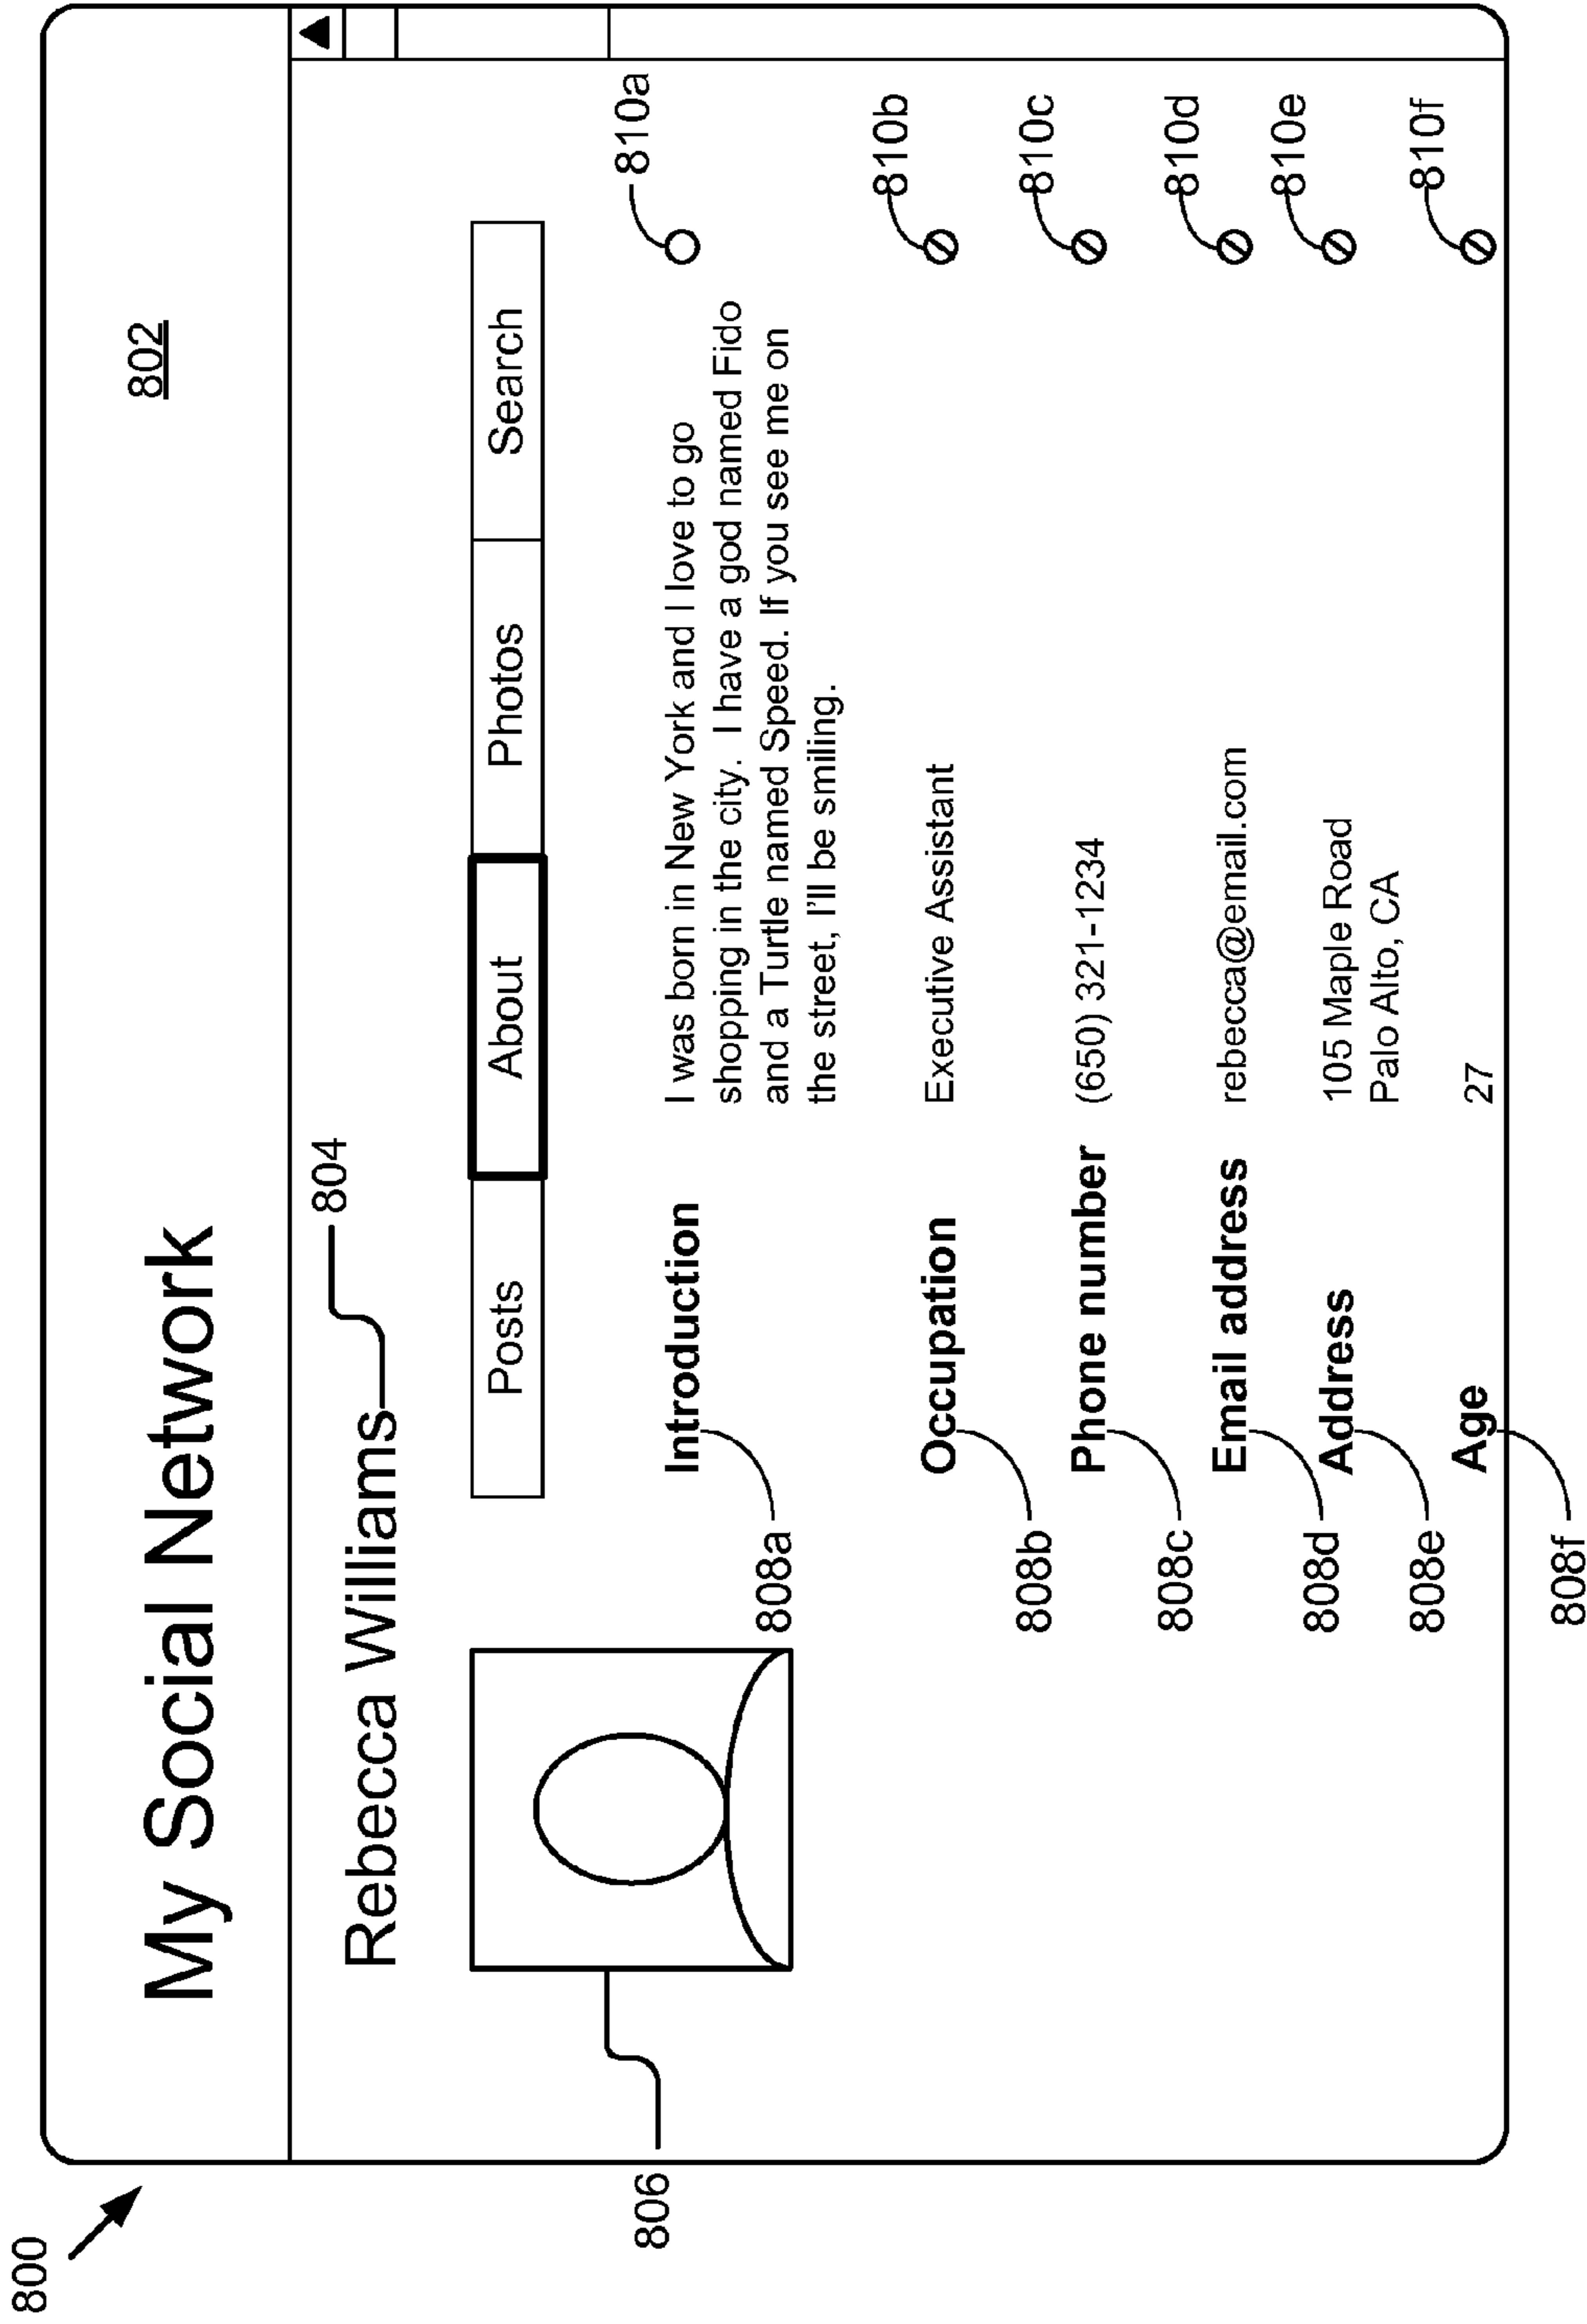 800
My Social Network
802
804
Rebecca Williams
806
Posts
About
Photos
Search
810a
808a
Introduction
I was born in New York and I love to go
shopping in the city.  I have a god named Fido
and a Turtle named Speed. If you see me on
the street, I'll be smiling.
810b
808b
Occupation
Executive Assistant
810c
808c
Phone number
(650) 321-1234
810d
808d
Email address
rebecca@email.com
810e
808e
Address
105 Maple Road
Palo Alto, CA
810f
808f
Age
27